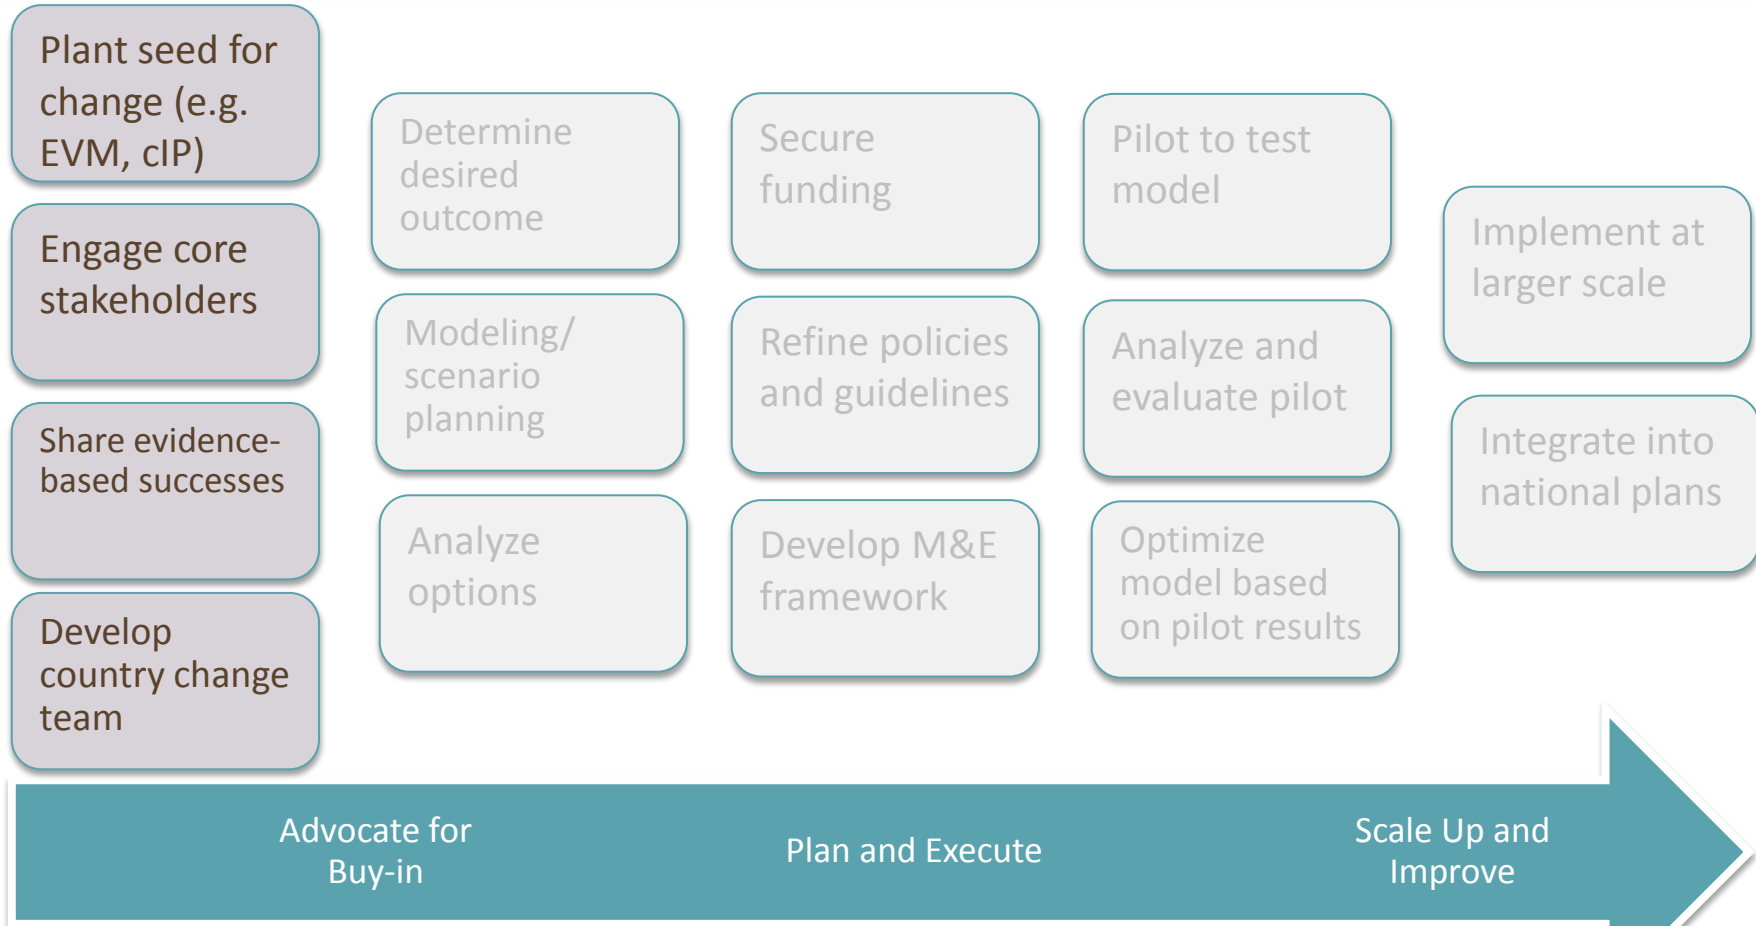 Plant seed for
change (e.g.
EVM, cIP)
Engage core
stakeholders
Share evidence-
based successes
Develop
country change
team
Determine
desired
outcome
Modeling/
scenario
planning
Analyze
options
Secure
funding
Refine policies
and guidelines
Develop M&E
framework
Pilot to test
model
Analyze and
evaluate pilot
Optimize
model based
on pilot results
Implement at
larger scale
Integrate into
national plans
Advocate for
Buy-in
Plan and Execute
Scale Up and
Improve